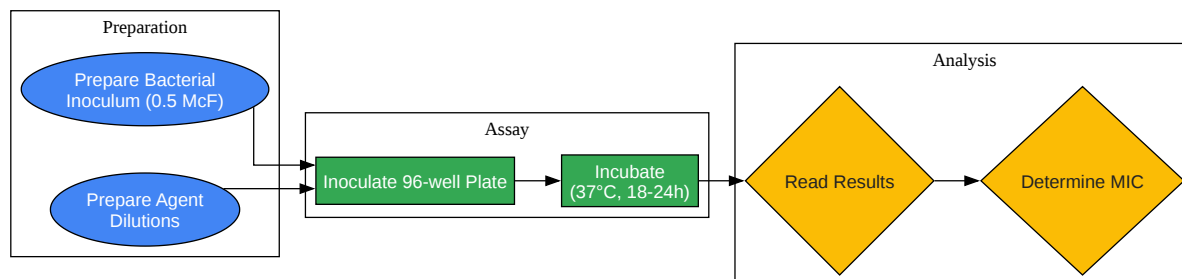 Preparation
Prepare Bacterial
Inoculum (0.5 McF)
Prepare Agent
Dilutions
Assay
Inoculate 96-well Plate
Incubate
(37°C, 18-24h)
Analysis
Read Results
Determine MIC